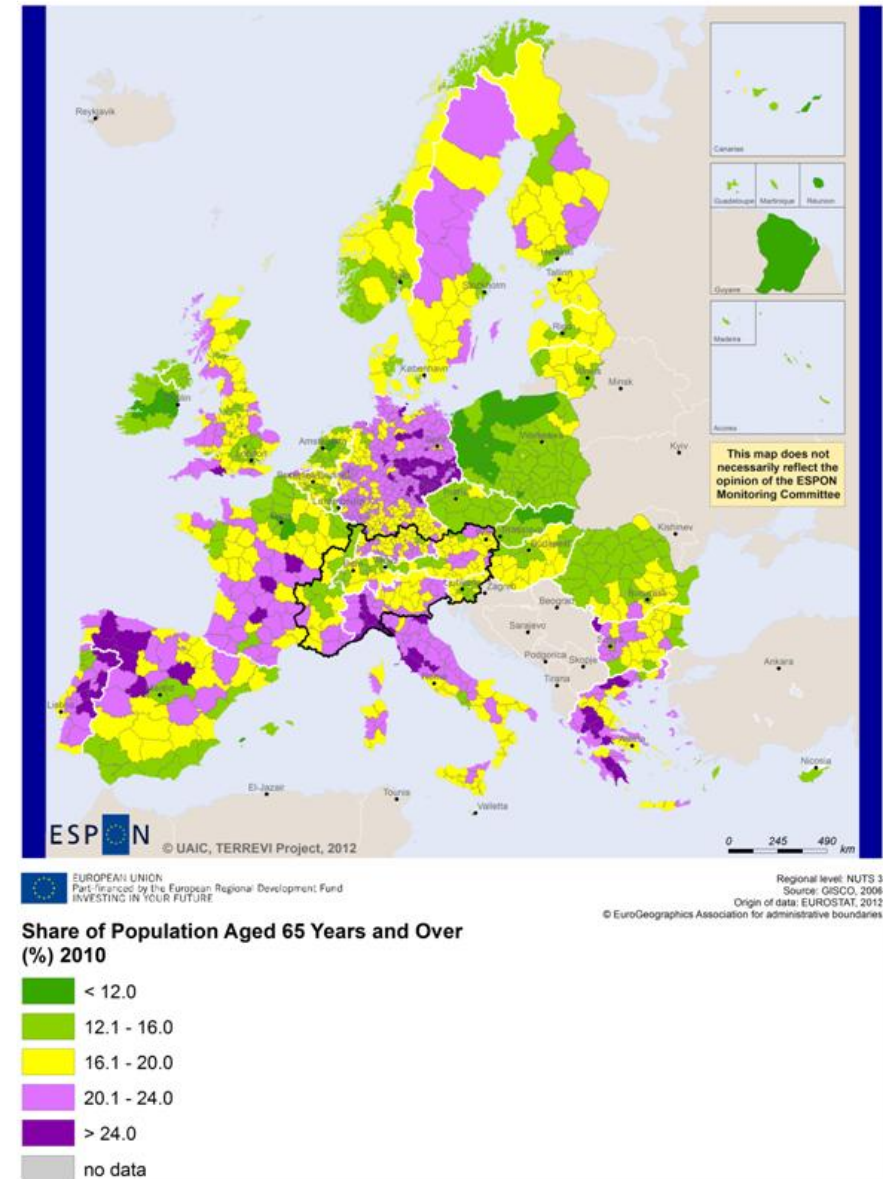 Reykjavik
Canarias
Guadeloupe
Martinique
Réunion
Guyane
Madeira
Acores
Helsinki
Tallinn
Stockholm
Riga
København
Vilnius
Minsk
Dublin
London
Amsterdam
Warszawa
Kyiv
This map does not
necessarily reflect the
opinion of the ESPON
Monitoring Committee
Kishinev
Budapest
Zagreb
Beograd
Sarajevo
Podgorica
Skopje
Tirana
Ankara
Lisboa
El-Jazair
Tounis
Valletta
Nicosia
ESPON
© UAIC, TERREVI Project, 2012
0 245 490
km
EUROPEAN UNION
Part-financed by the European Regional Development Fund
INVESTING IN YOUR FUTURE
Regional level: NUTS 3
Source: GISCO, 2006
Origin of data: EUROSTAT, 2012
© EuroGeographics Association for administrative boundaries
Share of Population Aged 65 Years and Over
(%) 2010
< 12.0
12.1 - 16.0
16.1 - 20.0
20.1 - 24.0
> 24.0
no data